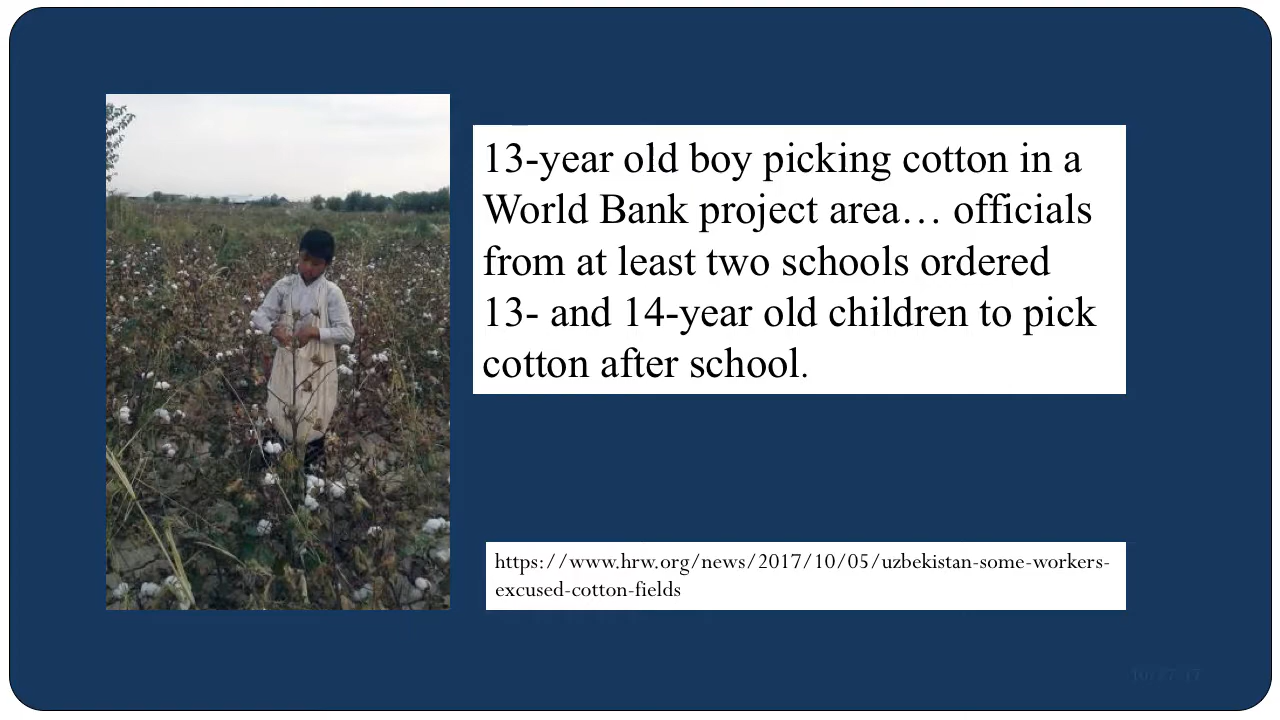 13-year old boy picking cotton in a
World Bank project area… officials
from at least two schools ordered
13- and 14-year old children to pick
cotton after school.
https://www.hrw.org/news/2017/10/05/uzbekistan-some-workers-
excused-cotton-fields